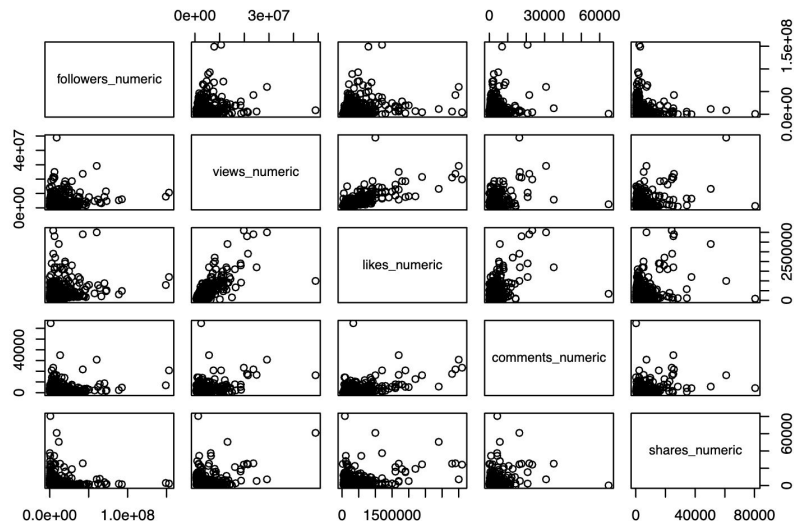 0e+00 3e+07 0 30000 60000
followers_numeric
0.0e+00 1.5e+08
0e+00 4e+07
views_numeric
likes_numeric
0 2500000
0 40000
comments_numeric
shares_numeric
0 60000
0.0e+00 1.0e+08 0 1500000 0 40000 80000